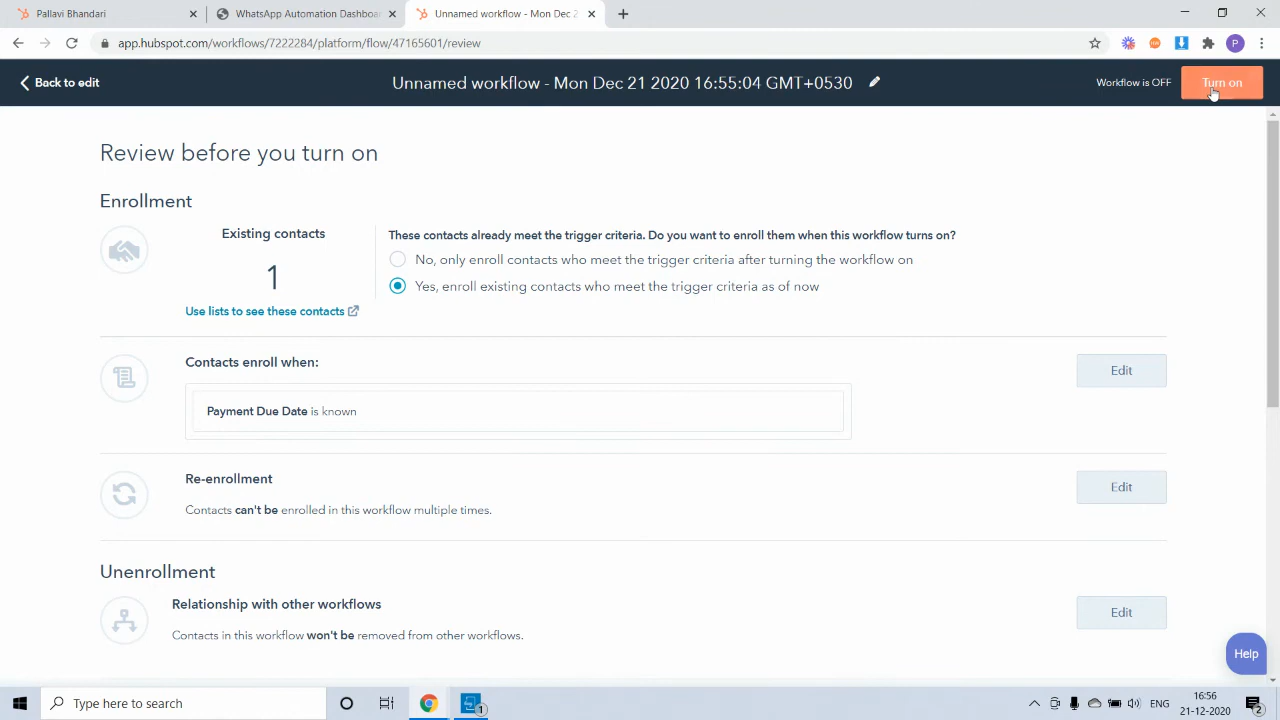 Pallavi Bhandari
WhatsApp Automation Dashboa
Unnamed workflow - Mon Dec 2
app.hubspot.com/workflows/7222284/platform/flow/47165601/review
P
Back to edit
Unnamed workflow - Mon Dec 21 2020 16:55:04 GMT+0530
Workflow is OFF
Turn on
Review before you turn on
Enrollment
Existing contacts
1
Use lists to see these contacts
These contacts already meet the trigger criteria. Do you want to enroll them when this workflow turns on?
No, only enroll contacts who meet the trigger criteria after turning the workflow on
Yes, enroll existing contacts who meet the trigger criteria as of now
Contacts enroll when:
Edit
Payment Due Date is known
Re-enrollment
Edit
Contacts can't be enrolled in this workflow multiple times.
Unenrollment
Relationship with other workflows
Edit
Contacts in this workflow won't be removed from other workflows.
Help
Type here to search
1
ENG
16:56
21-12-2020
2